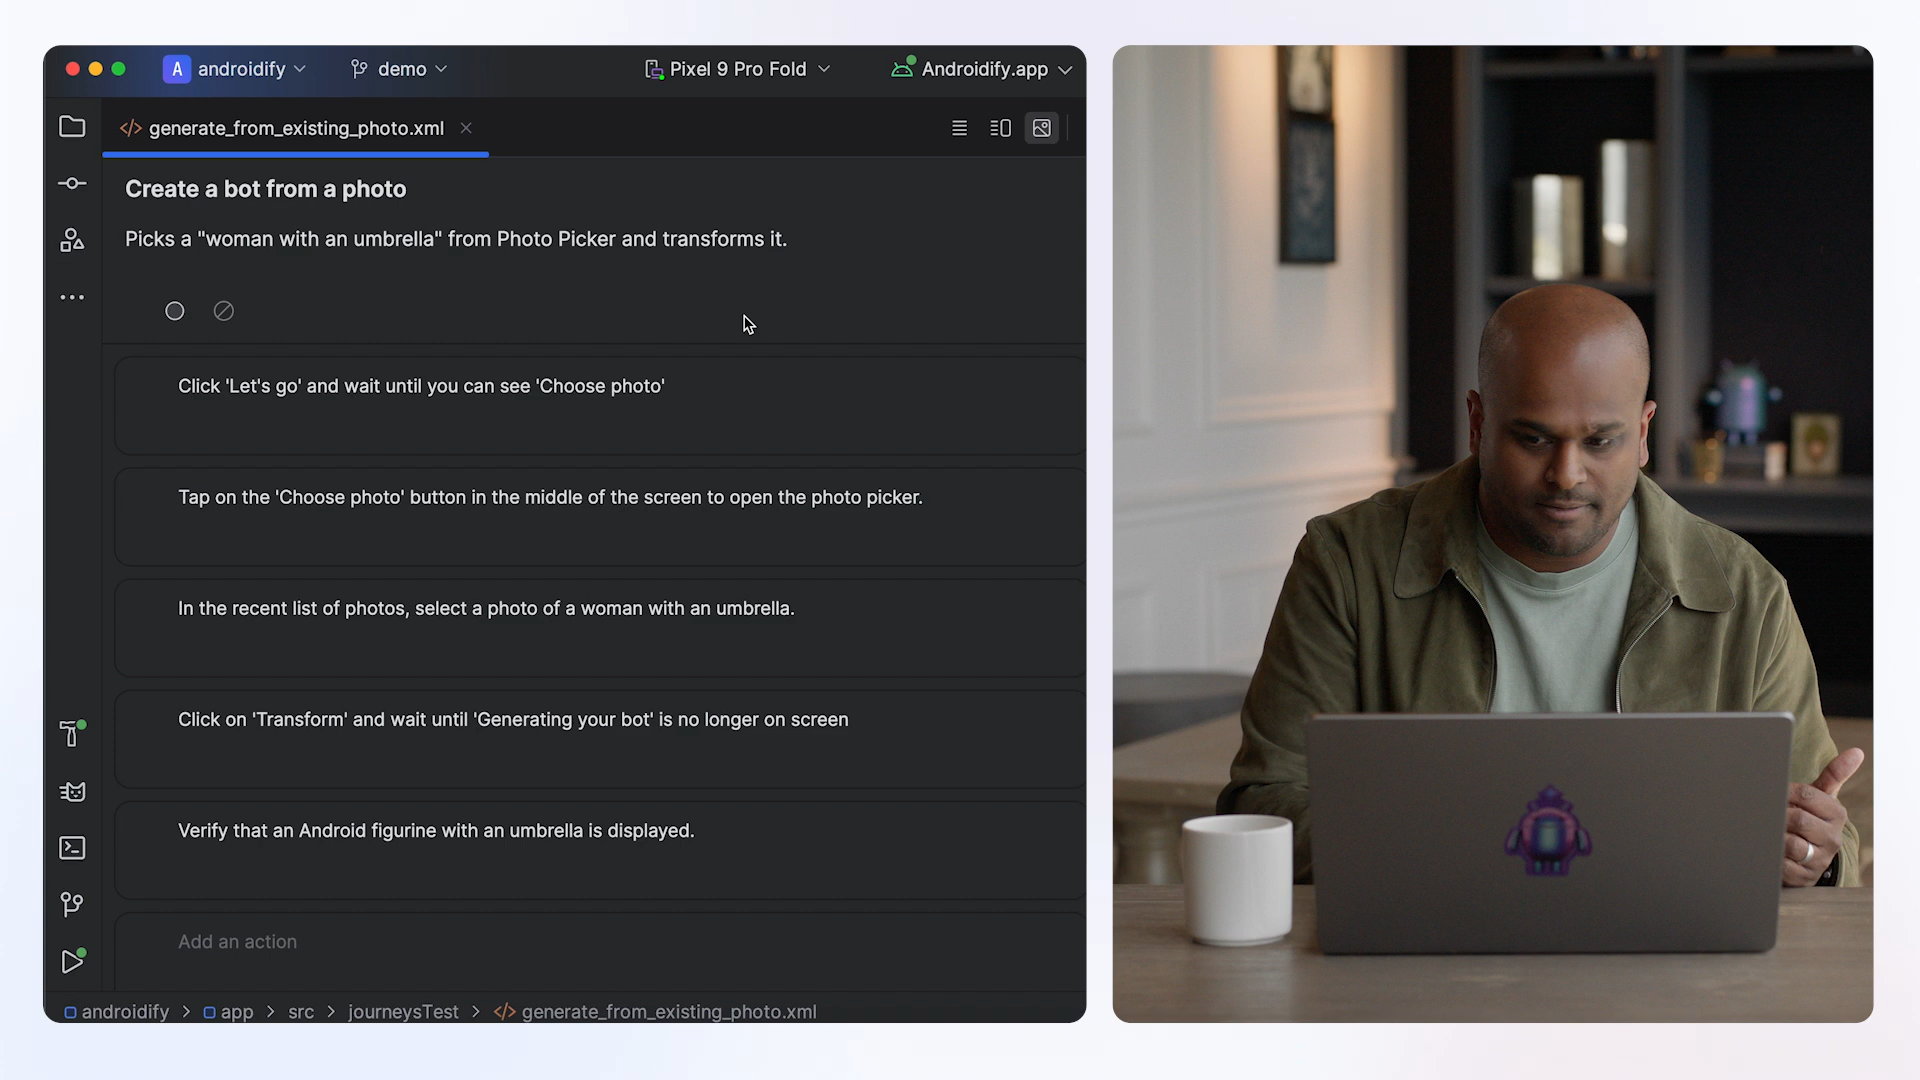 A androidify
demo
Pixel 9 Pro Fold
Androidify.app
</> generate_from_existing_photo.xml
Create a bot from a photo
Picks a "woman with an umbrella" from Photo Picker and transforms it.
Click 'Let's go' and wait until you can see 'Choose photo'
Tap on the 'Choose photo' button in the middle of the screen to open the photo picker.
In the recent list of photos, select a photo of a woman with an umbrella.
Click on 'Transform' and wait until 'Generating your bot' is no longer on screen
Verify that an Android figurine with an umbrella is displayed.
Add an action
androidify > app > src > journeysTest > </> generate_from_existing_photo.xml